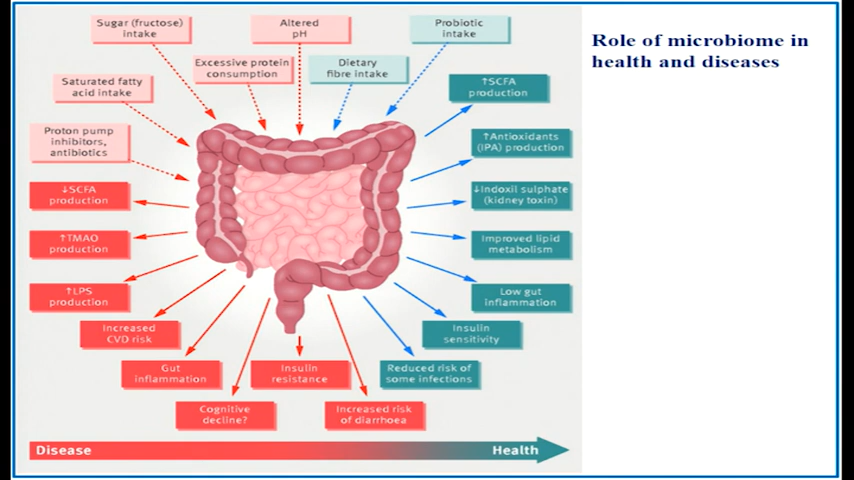 Sugar (fructose)
intake
Altered
pH
Probiotic
intake
Role of microbiome in
health and diseases
Excessive protein
consumption
Dietary
fibre intake
Saturated fatty
acid intake
↑SCFA
production
Proton pump
inhibitors,
antibiotics
↑Antioxidants
(IPA) production
↓SCFA
production
↓Indoxil sulphate
(kidney toxin)
↑TMAO
production
Improved lipid
metabolism
↑LPS
production
Low gut
inflammation
Increased
CVD risk
Insulin
sensitivity
Gut
inflammation
Insulin
resistance
Reduced risk of
some infections
Cognitive
decline?
Increased risk
of diarrhoea
Disease
Health